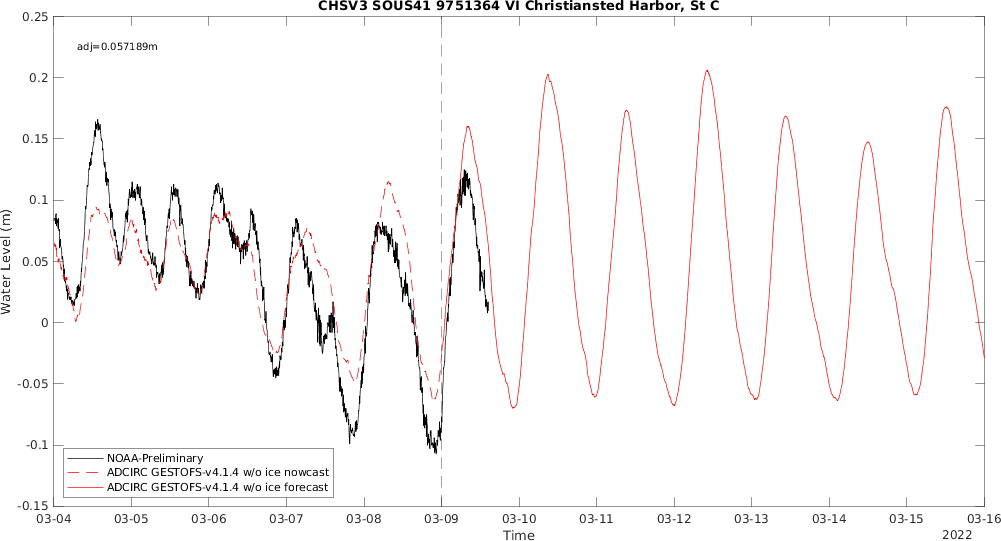 CHSV3 SOUS41 9751364 VI Christiansted Harbor, St C
adj=0.057189m
0.25
0.2
0.15
0.1
0.05
0
-0.05
-0.1
-0.15
Water Level (m)
NOAA-Preliminary
ADCIRC GESTOFS-v4.1.4 w/o ice nowcast
ADCIRC GESTOFS-v4.1.4 w/o ice forecast
03-04 03-05 03-06 03-07 03-08 03-09 03-10 03-11 03-12 03-13 03-14 03-15 03-16
Time
2022